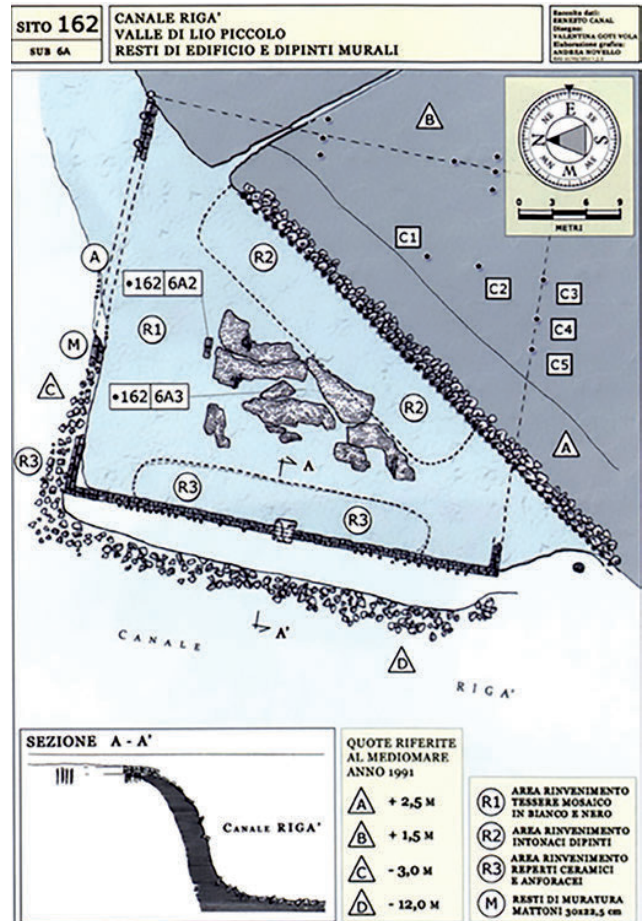 SITO 162
SUB 6A
CANALE RIGA'
VALLE DI LIO PICCOLO
RESTI DI EDIFICIO E DIPINTI MURALI
Raccolta dati:
ERNESTO CANAL
Disegno:
VALENTINA GOTI VOLA
Elaborazione grafica:
ANDREA NOVELLO
B
N
NE
E
SE
S
SW
W
NW
0 3 6 9
METRI
C1
C2
C3
C4
C5
A
R2
A
•162 6A2
R1
M
•162 6A3
C
R2
A
R3
A
R3
R3
A'
CANALE
D
RIGA'
SEZIONE A - A'
CANALE RIGA'
QUOTE RIFERITE
AL MEDIOMARE
ANNO 1991
A + 2,5 M
B + 1,5 M
C - 3,0 M
D - 12,0 M
R1 AREA RINVENIMENTO
TESSERE MOSAICO
IN BIANCO E NERO
R2 AREA RINVENIMENTO
INTONACI DIPINTI
R3 AREA RINVENIMENTO
REPERTI CERAMICI
E ANFORACEI
M RESTI DI MURATURA
MATTONI 30x22,5 cm